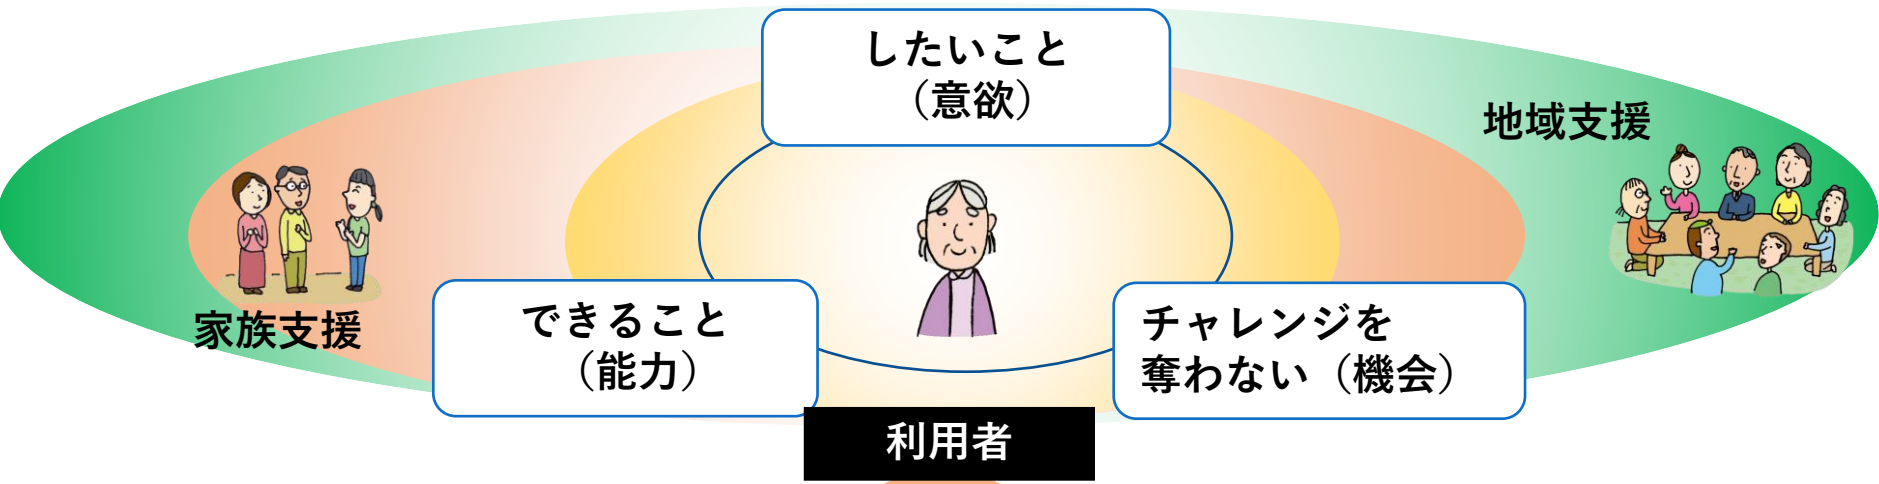 したいこと
（意欲）
地域支援
家族支援
できること
（能力）
チャレンジを
奪わない（機会）
利用者